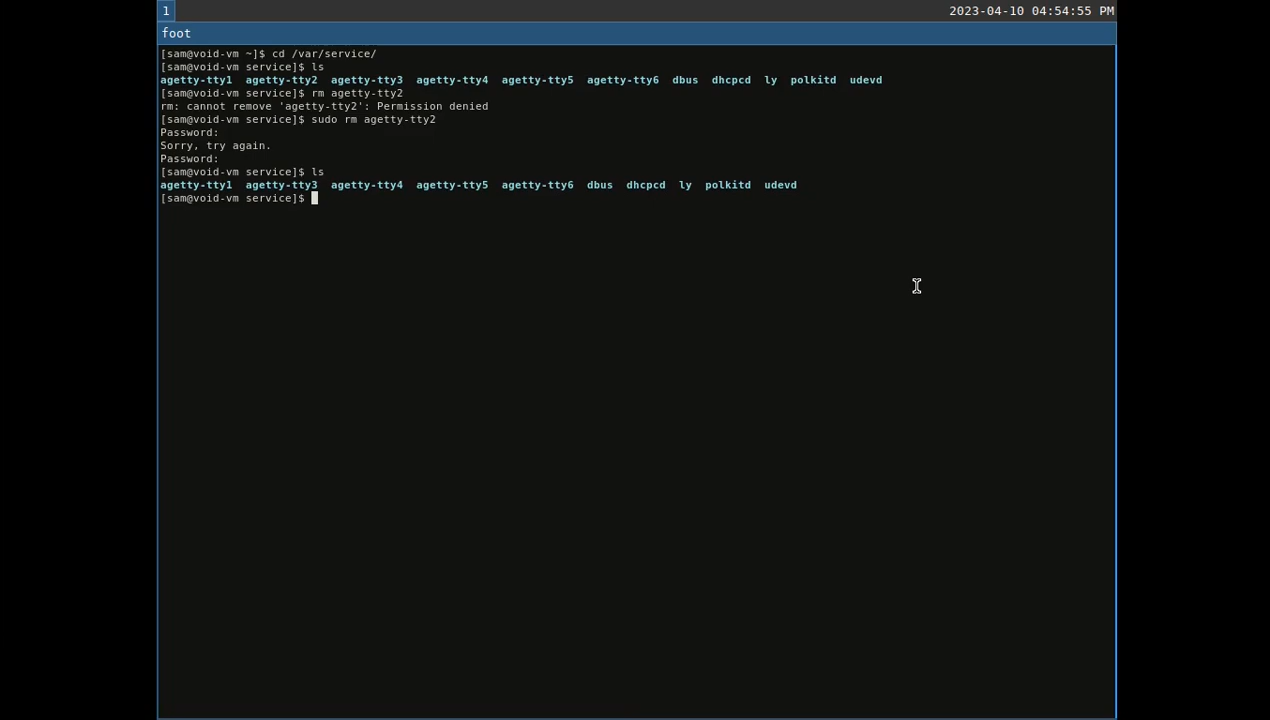 1
2023-04-10 04:54:55 PM
foot
[sam@void-vm ~]$ cd /var/service/
[sam@void-vm service]$ ls
agetty-tty1  agetty-tty2  agetty-tty3  agetty-tty4  agetty-tty5  agetty-tty6  dbus  dhcpcd  ly  polkitd  udevd
[sam@void-vm service]$ rm agetty-tty2
rm: cannot remove 'agetty-tty2': Permission denied
[sam@void-vm service]$ sudo rm agetty-tty2
Password:
Sorry, try again.
Password:
[sam@void-vm service]$ ls
agetty-tty1  agetty-tty3  agetty-tty4  agetty-tty5  agetty-tty6  dbus  dhcpcd  ly  polkitd  udevd
[sam@void-vm service]$